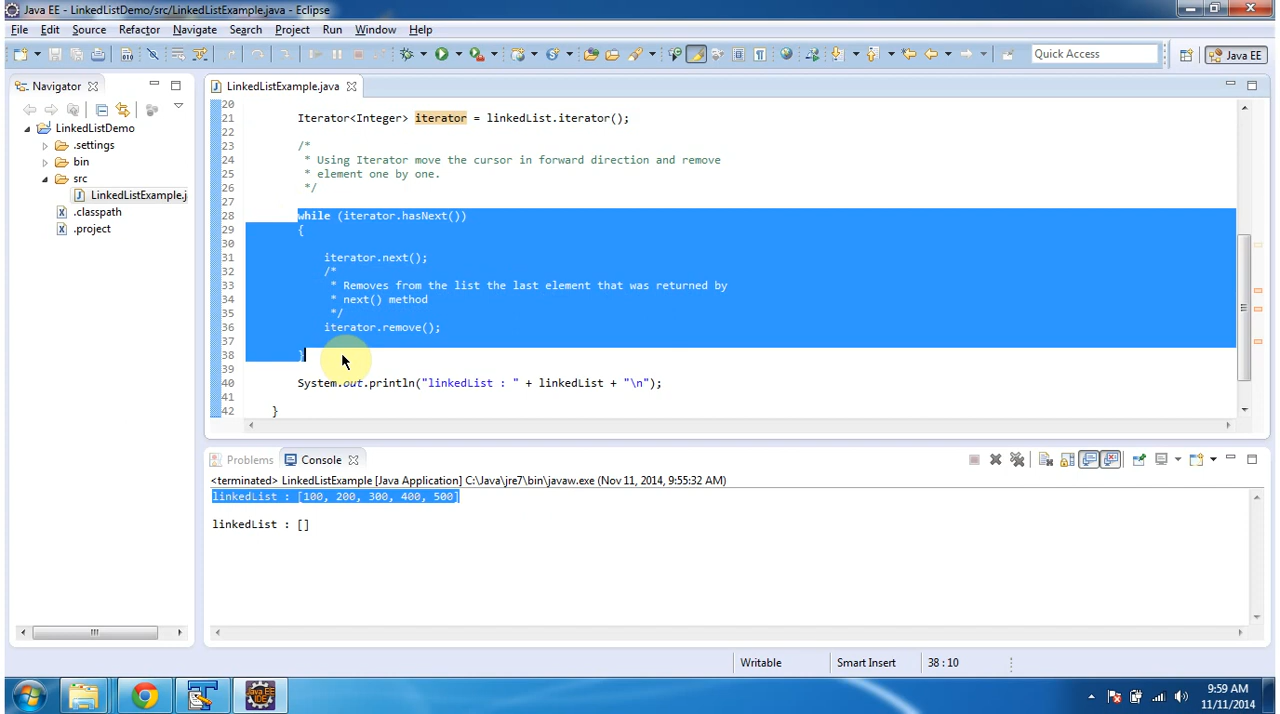 Java EE - LinkedListDemo/src/LinkedListExample.java - Eclipse
File Edit Source Refactor Navigate Search Project Run Window Help
Quick Access Java EE
Navigator
LinkedListExample.java
LinkedListDemo
.settings
bin
src
LinkedListExample.j
.classpath
.project
20
21 Iterator<Integer> iterator = linkedList.iterator();
22
23 /*
24 * Using Iterator move the cursor in forward direction and remove
25 * element one by one.
26 */
27
28 while (iterator.hasNext())
29 {
30
31 iterator.next();
32 /*
33 * Removes from the list the last element that was returned by
34 * next() method
35 */
36 iterator.remove();
37
38 }
39
40 System.out.println("linkedList : " + linkedList + "\n");
41
42 }
Problems Console
<terminated> LinkedListExample [Java Application] C:\Java\jre7\bin\javaw.exe (Nov 11, 2014, 9:55:32 AM)
linkedList : [100, 200, 300, 400, 500]
linkedList : []
Writable Smart Insert 38 : 10
Java EE
IDE
9:59 AM
11/11/2014